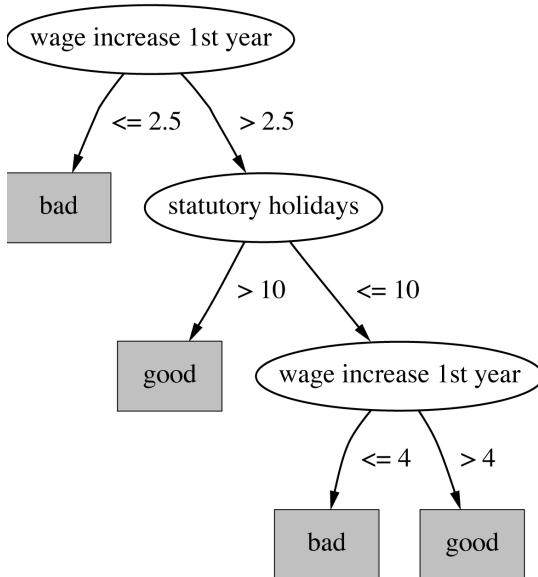 wage increase 1st year
<= 2.5
> 2.5
bad
statutory holidays
> 10
<= 10
good
wage increase 1st year
<= 4
> 4
bad
good